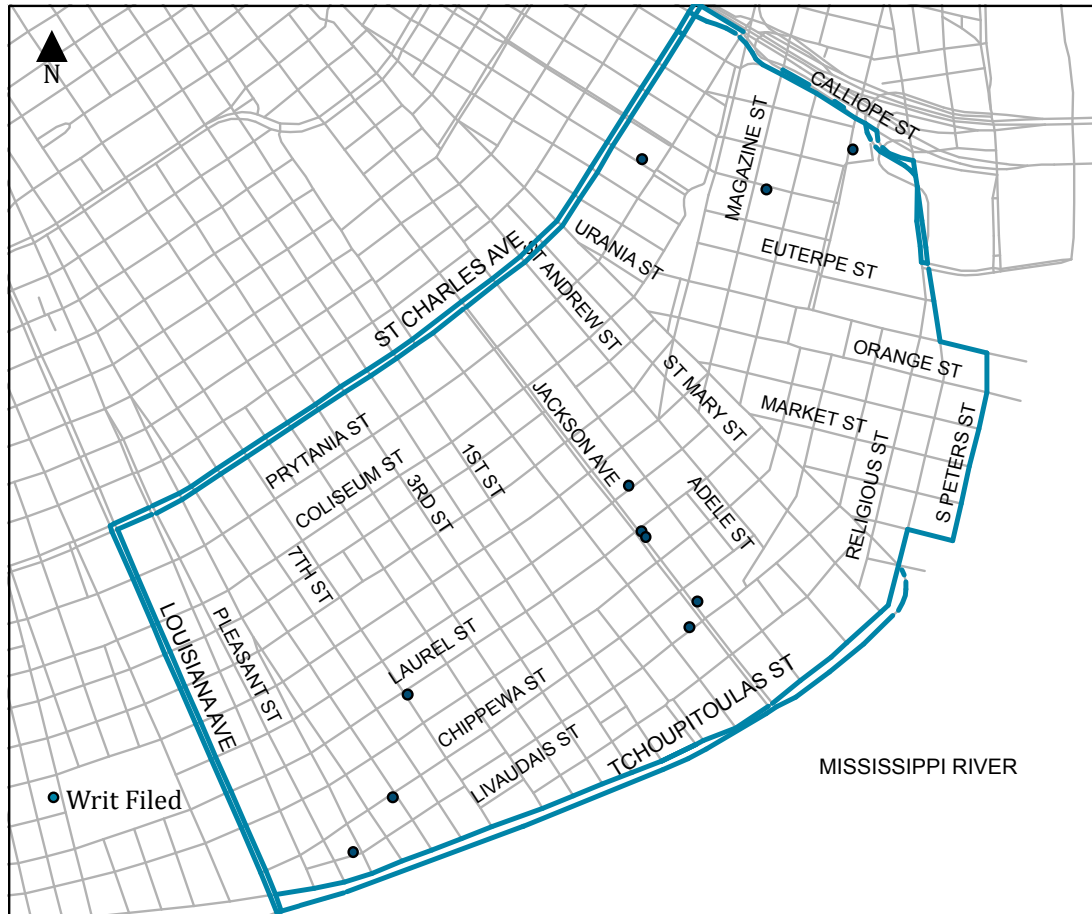 N
CALLIOPE ST
MAGAZINE ST
URANIA ST
EUTERPE ST
ST CHARLES AVE
ST ANDREW ST
ORANGE ST
ST MARY ST
MARKET ST
JACKSON AVE
S PETERS ST
PRYTANIA ST
COLISEUM ST
1ST ST
3RD ST
RELIGIOUS ST
ADELE ST
7TH ST
PLEASANT ST
LOUISIANA AVE
LAUREL ST
CHIPPEWA ST
LIVAUDAIS ST
TCHOUPITOULAS ST
MISSISSIPPI RIVER
Writ Filed